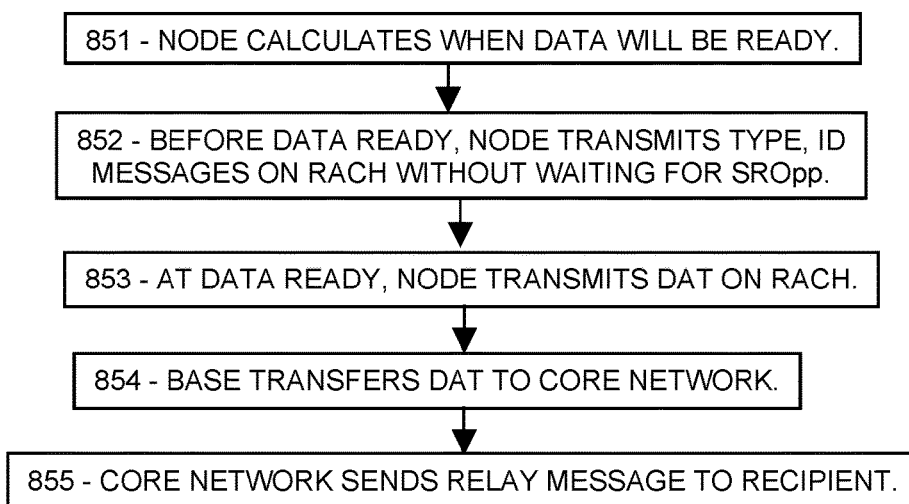 851 - NODE CALCULATES WHEN DATA WILL BE READY.
852 - BEFORE DATA READY, NODE TRANSMITS TYPE, ID
MESSAGES ON RACH WITHOUT WAITING FOR SROpp.
853 - AT DATA READY, NODE TRANSMITS DAT ON RACH.
854 - BASE TRANSFERS DAT TO CORE NETWORK.
855 - CORE NETWORK SENDS RELAY MESSAGE TO RECIPIENT.